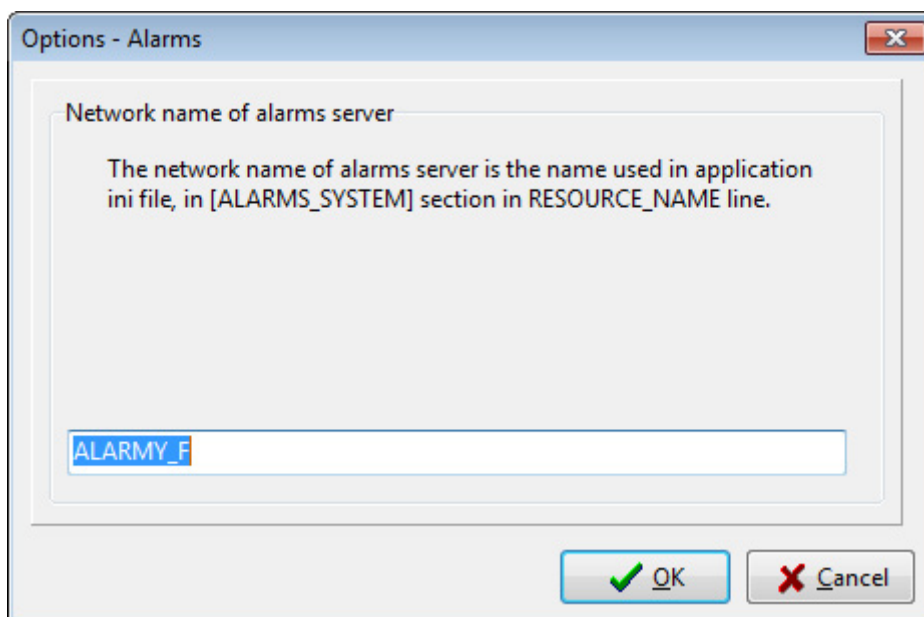 Options - Alarms
Network name of alarms server
The network name of alarms server is the name used in application
ini file, in [ALARMS_SYSTEM] section in RESOURCE_NAME line.
ALARMY_F
OK
Cancel